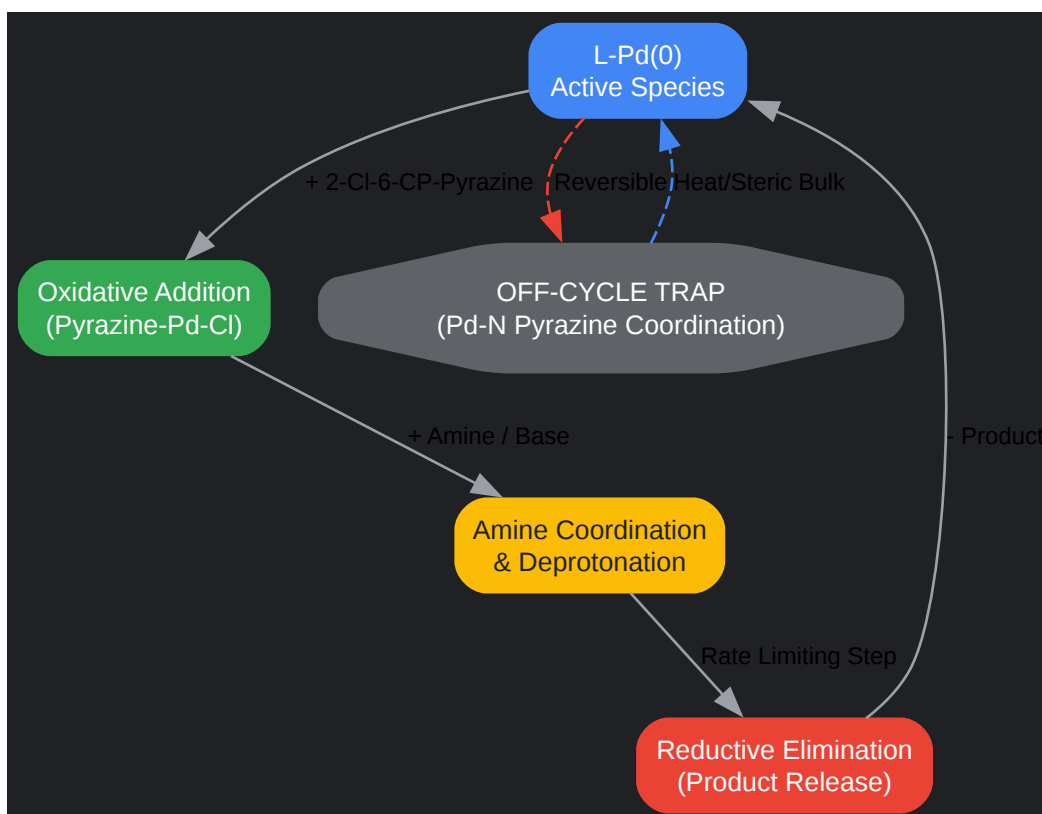 L-Pd(0)
Active Species
+ 2-Cl-6-CP-Pyrazine
Reversible
Heat/Steric Bulk
Oxidative Addition
(Pyrazine-Pd-Cl)
OFF-CYCLE TRAP
(Pd-N Pyrazine Coordination)
+ Amine / Base
- Product
Amine Coordination
& Deprotonation
Rate Limiting Step
Reductive Elimination
(Product Release)